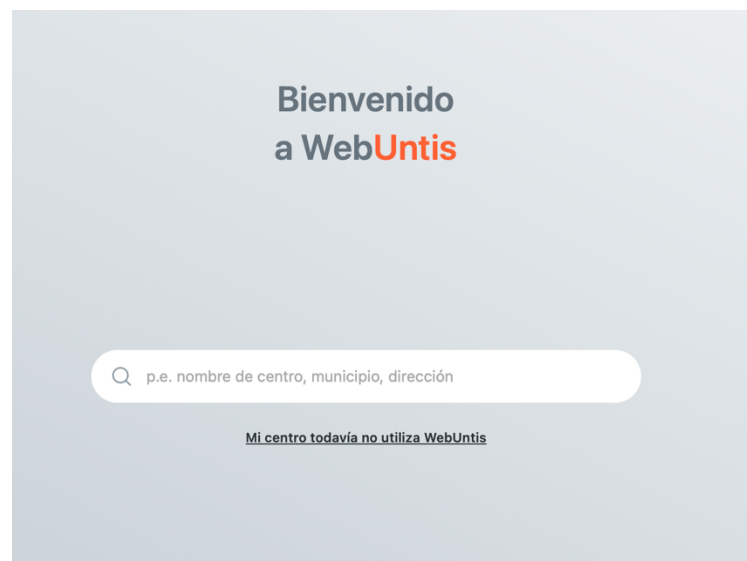 Bienvenido
a WebUntis
p.e. nombre de centro, municipio, dirección
Mi centro todavía no utiliza WebUntis